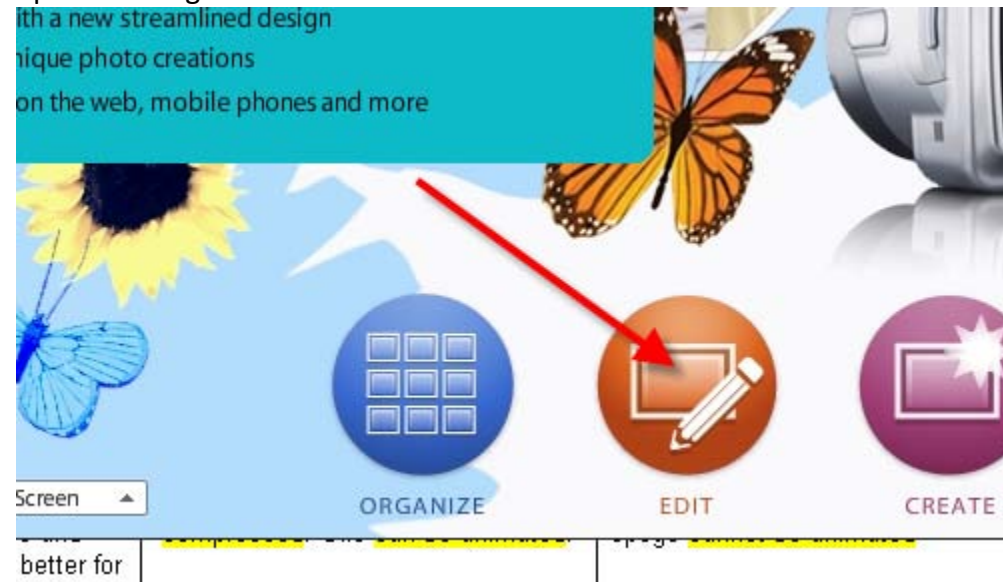 ith a new streamlined design
nique photo creations
on the web, mobile phones and more
Screen
ORGANIZE
EDIT
CREATE
better for